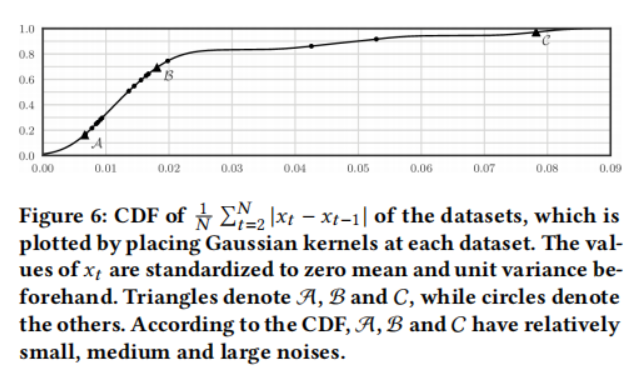 1.0
0.8
0.6
0.4
0.2
0.0
A
B
C
0.00 0.01 0.02 0.03 0.04 0.05 0.06 0.07 0.08 0.09
Figure 6: CDF of 1/N ∑_{t=2}^{N} |x_t − x_{t−1}| of the datasets, which is
plotted by placing Gaussian kernels at each dataset. The val-
ues of x_t are standardized to zero mean and unit variance be-
forehand. Triangles denote 𝒜, ℬ and 𝒞, while circles denote
the others. According to the CDF, 𝒜, ℬ and 𝒞 have relatively
small, medium and large noises.